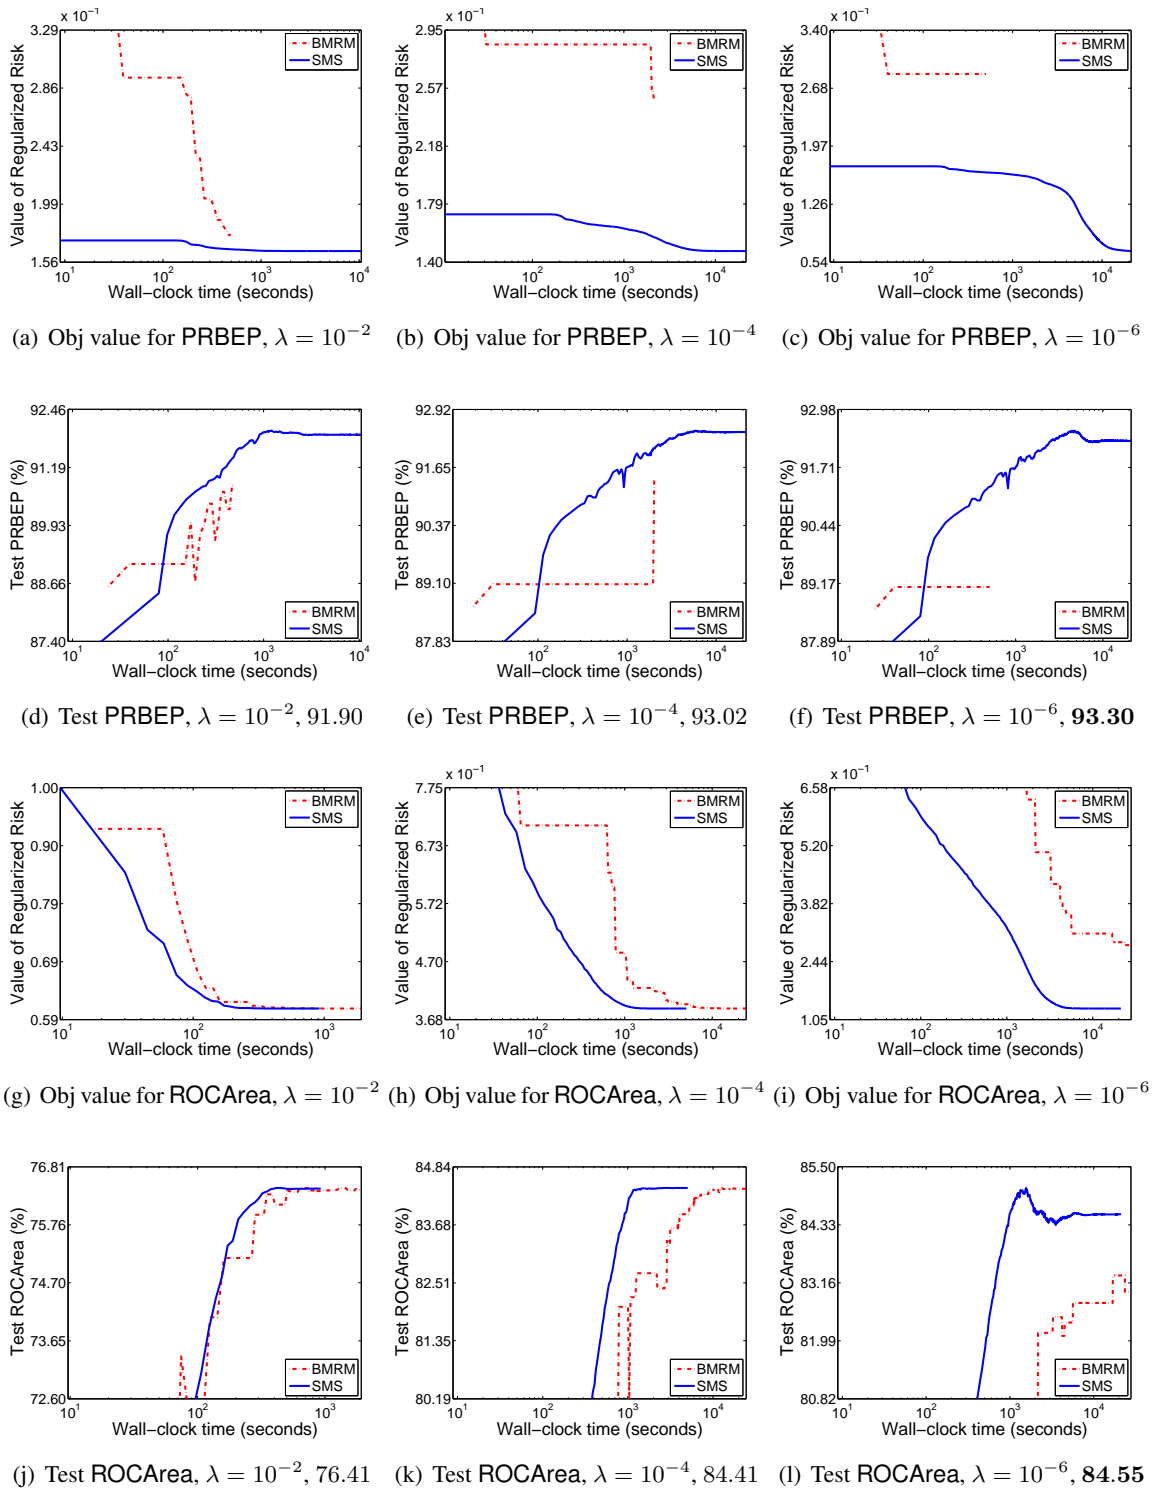 x 10⁻¹
3.29
2.86
2.43
1.99
1.56
10¹ 10² 10³ 10⁴
Value of Regularized Risk
Wall-clock time (seconds)
BMRM
SMS
x 10⁻¹
2.95
2.57
2.18
1.79
1.40
10² 10³ 10⁴
Value of Regularized Risk
Wall-clock time (seconds)
BMRM
SMS
x 10⁻¹
3.40
2.68
1.97
1.26
0.54
10¹ 10² 10³ 10⁴
Value of Regularized Risk
Wall-clock time (seconds)
BMRM
SMS
(a) Obj value for PRBEP, λ = 10⁻²
(b) Obj value for PRBEP, λ = 10⁻⁴
(c) Obj value for PRBEP, λ = 10⁻⁶
92.46
91.19
89.93
88.66
87.40
10¹ 10² 10³ 10⁴
Test PRBEP (%)
Wall-clock time (seconds)
BMRM
SMS
92.92
91.65
90.37
89.10
87.83
10² 10³ 10⁴
Test PRBEP (%)
Wall-clock time (seconds)
BMRM
SMS
92.98
91.71
90.44
89.17
87.89
10¹ 10² 10³ 10⁴
Test PRBEP (%)
Wall-clock time (seconds)
BMRM
SMS
(d) Test PRBEP, λ = 10⁻², 91.90
(e) Test PRBEP, λ = 10⁻⁴, 93.02
(f) Test PRBEP, λ = 10⁻⁶, 93.30
1.00
0.90
0.79
0.69
0.59
10¹ 10² 10³
Value of Regularized Risk
Wall-clock time (seconds)
BMRM
SMS
x 10⁻¹
7.75
6.73
5.72
4.70
3.68
10¹ 10² 10³ 10⁴
Value of Regularized Risk
Wall-clock time (seconds)
BMRM
SMS
x 10⁻¹
6.58
5.20
3.82
2.44
1.05
10¹ 10² 10³ 10⁴
Value of Regularized Risk
Wall-clock time (seconds)
BMRM
SMS
(g) Obj value for ROCArea, λ = 10⁻²
(h) Obj value for ROCArea, λ = 10⁻⁴
(i) Obj value for ROCArea, λ = 10⁻⁶
76.81
75.76
74.70
73.65
72.60
10¹ 10² 10³
Test ROCArea (%)
Wall-clock time (seconds)
BMRM
SMS
84.84
83.68
82.51
81.35
80.19
10¹ 10² 10³ 10⁴
Test ROCArea (%)
Wall-clock time (seconds)
BMRM
SMS
85.50
84.33
83.16
81.99
80.82
10¹ 10² 10³ 10⁴
Test ROCArea (%)
Wall-clock time (seconds)
BMRM
SMS
(j) Test ROCArea, λ = 10⁻², 76.41
(k) Test ROCArea, λ = 10⁻⁴, 84.41
(l) Test ROCArea, λ = 10⁻⁶, 84.55